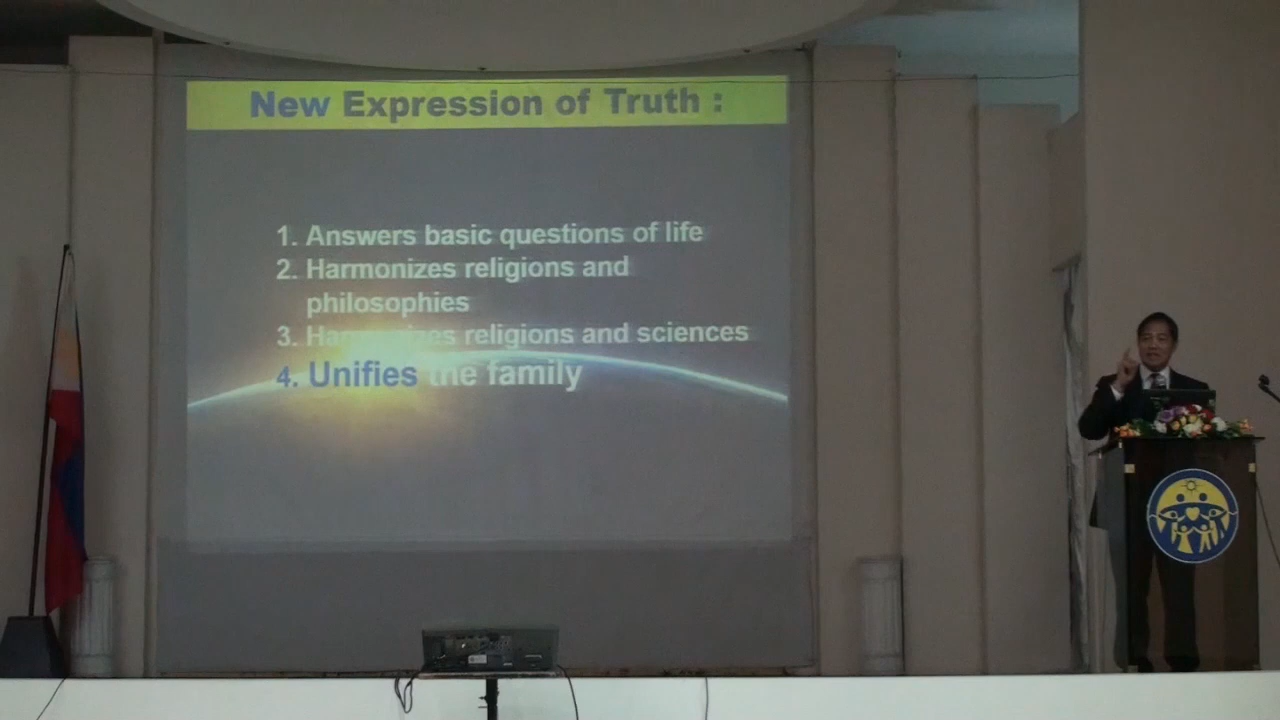 New Expression of Truth :
1. Answers basic questions of life
2. Harmonizes religions and
philosophies
3. Harmonizes religions and sciences
4. Unifies the family